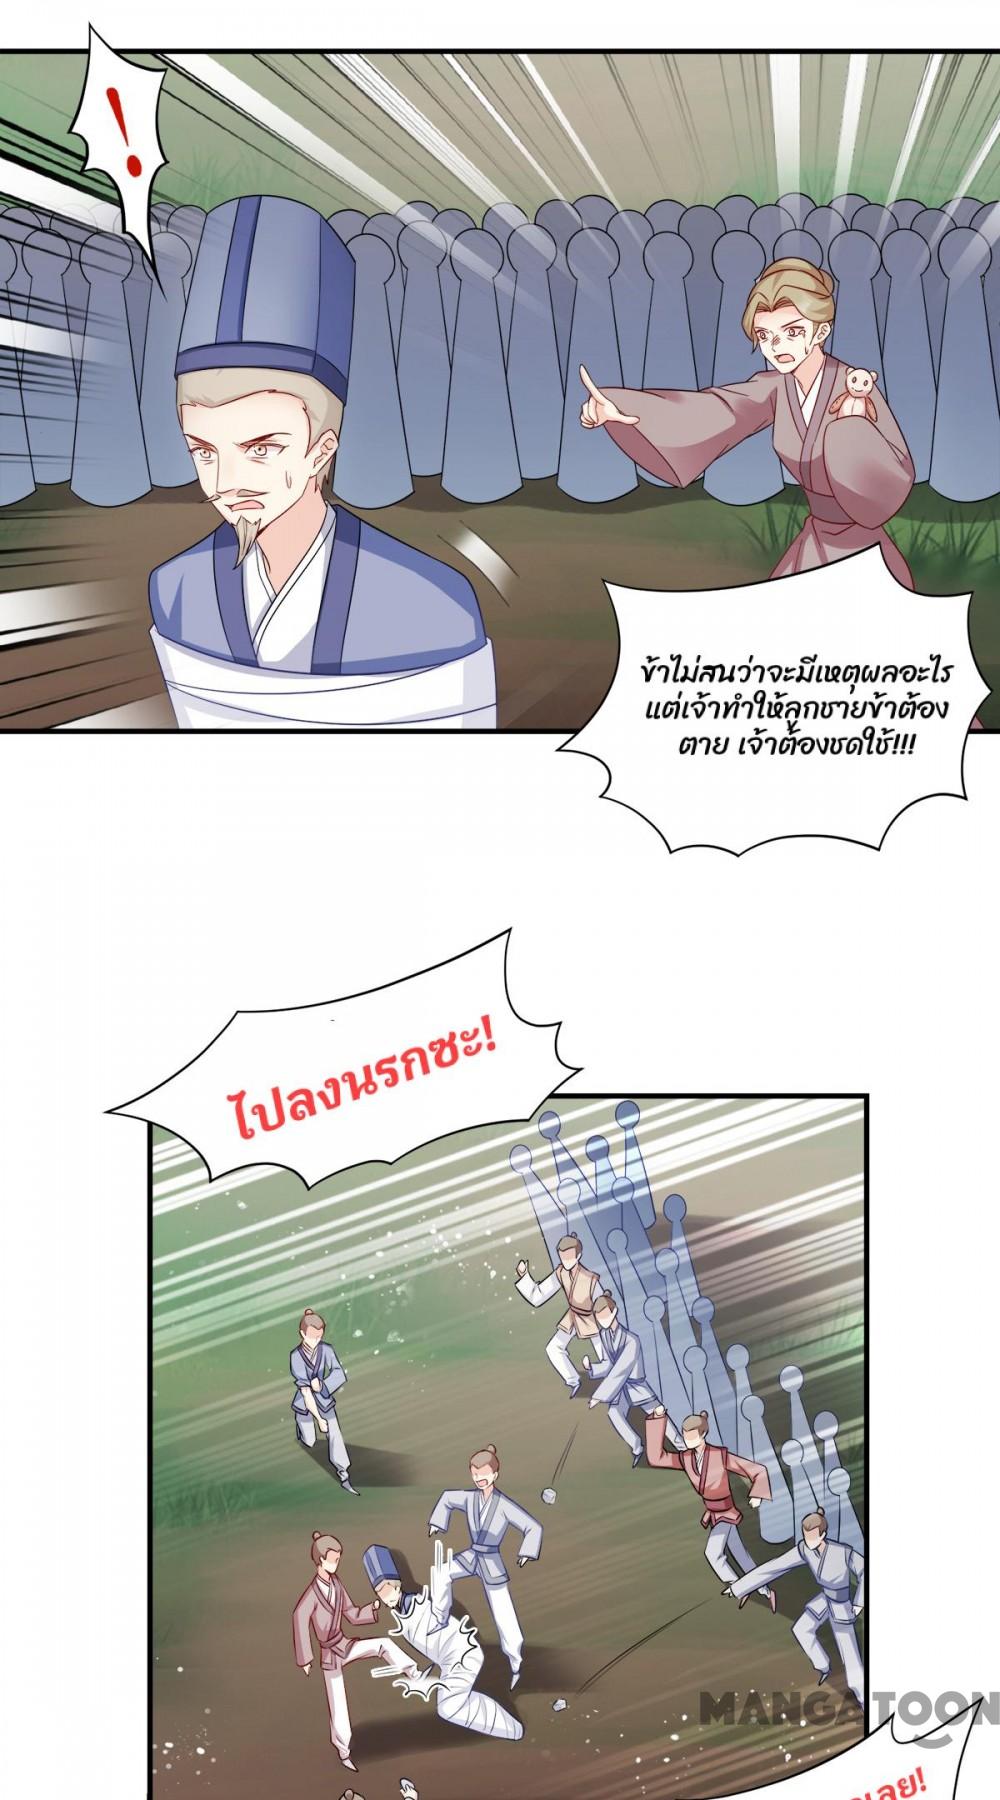 !
ข้าไม่สนว่าจะมีเหตุผลอะไร
แต่เจ้าทำให้ลูกชายข้าต้อง
ตาย เจ้าต้องชดใช้!!!
ไปลงนรกซะ!
MANGATOON
เลย!